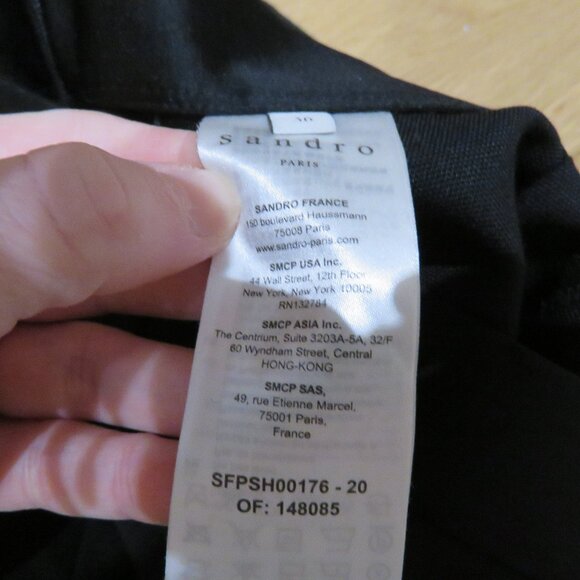 36
sandro
PARIS
SANDRO FRANCE
150 boulevard Haussmann
75008 Paris
www.sandro-paris.com
SMCP USA Inc.
44 Wall Street, 12th Floor
New York, New York 10005
RN132784
SMCP ASIA Inc.
The Centrium, Suite 3203A-5A, 32/F
60 Wyndham Street, Central
HONG-KONG
SMCP SAS,
49, rue Etienne Marcel,
75001 Paris,
France
SFPSH00176 - 20
OF: 148085